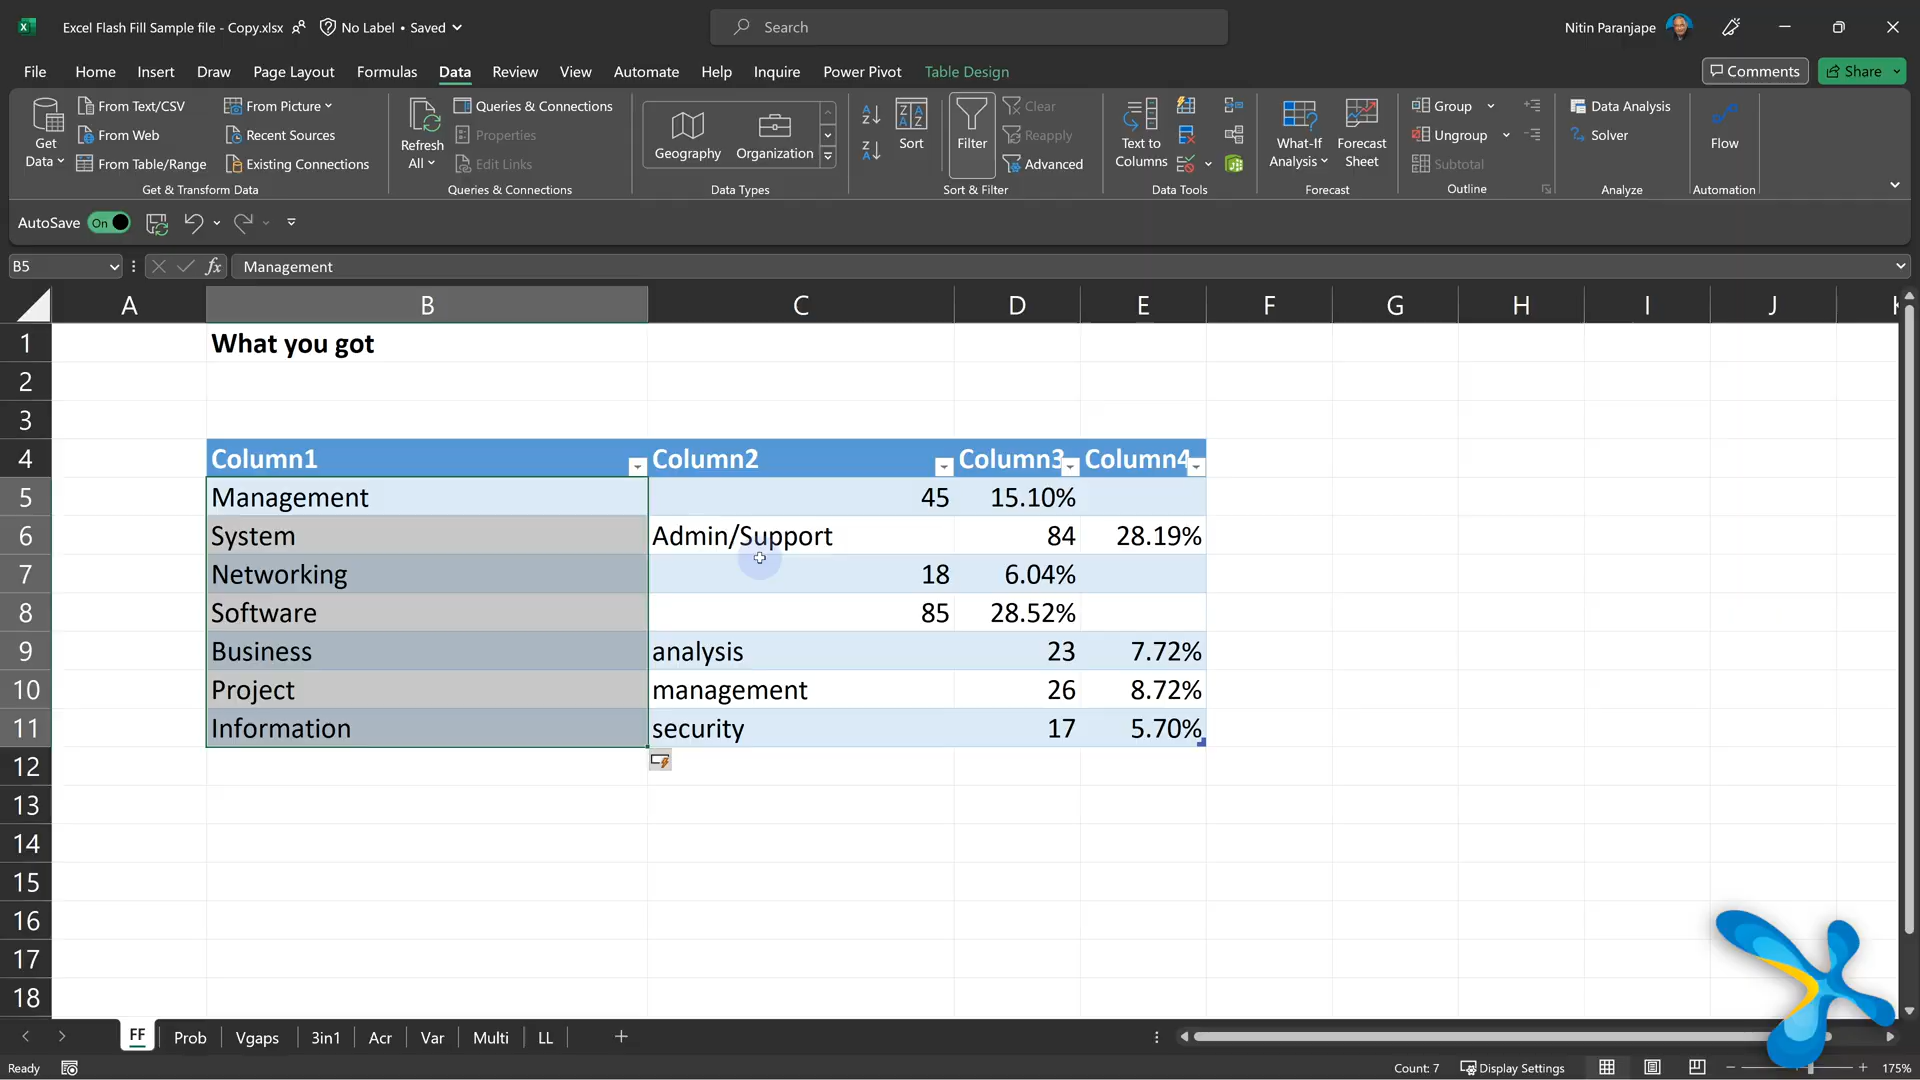 Excel Flash Fill Sample file - Copy.xlsx No Label • Saved
Search
Nitin Paranjape
File Home Insert Draw Page Layout Formulas Data Review View Automate Help Inquire Power Pivot Table Design
Comments Share
Get Data
From Text/CSV
From Web
From Table/Range
From Picture
Recent Sources
Existing Connections
Get & Transform Data
Refresh All
Queries & Connections
Properties
Edit Links
Queries & Connections
Geography
Organization
Data Types
Sort
Filter
Clear
Reapply
Advanced
Sort & Filter
Text to Columns
Data Tools
What-If Analysis
Forecast Sheet
Forecast
Group
Ungroup
Subtotal
Outline
Data Analysis
Solver
Analyze
Flow
Automation
AutoSave On
B5 fx Management
A B C D E F G H I J
1 What you got
2
3
4 Column1 Column2 Column3 Column4
5 Management 45 15.10%
6 System Admin/Support 84 28.19%
7 Networking 18 6.04%
8 Software 85 28.52%
9 Business analysis 23 7.72%
10 Project management 26 8.72%
11 Information security 17 5.70%
12
13
14
15
16
17
18
FF Prob Vgaps 3in1 Acr Var Multi LL
Ready
Count: 7 Display Settings 175%